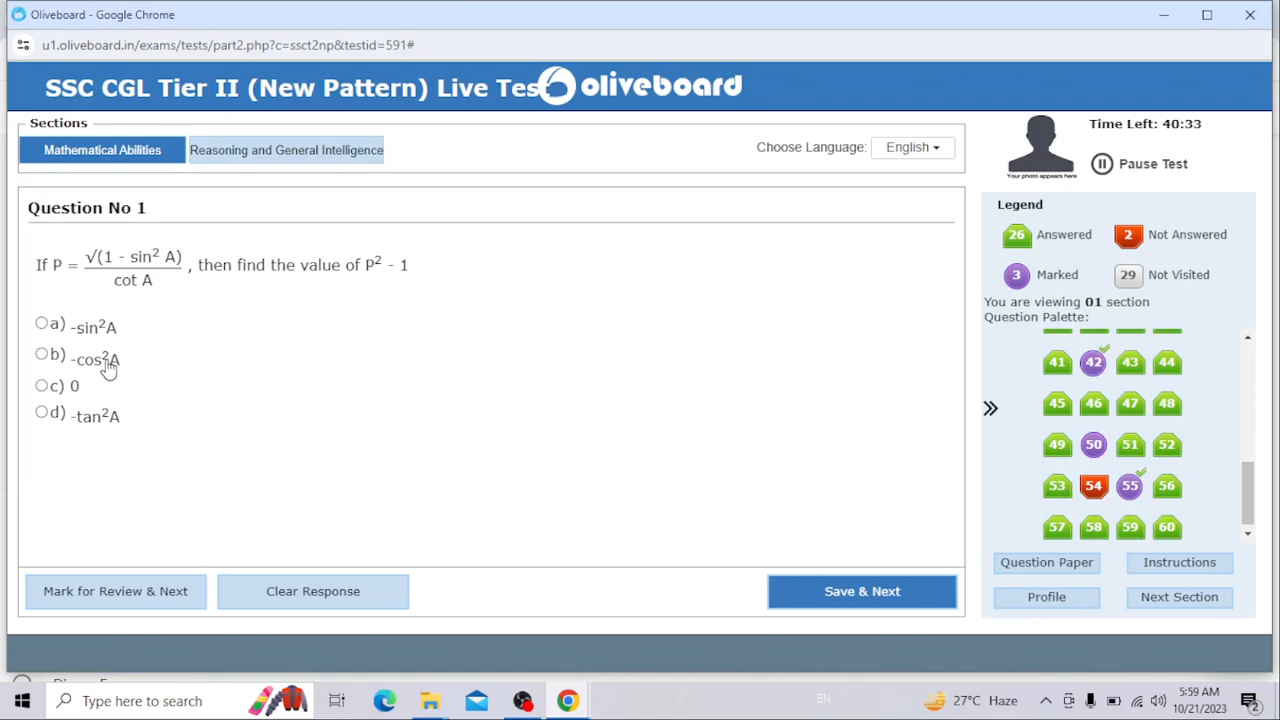 Oliveboard - Google Chrome
u1.oliveboard.in/exams/tests/part2.php?c=ssct2np&testid=591#
SSC CGL Tier II (New Pattern) Live Tes
oliveboard
Sections
Mathematical Abilities
Reasoning and General Intelligence
Choose Language:
English
Your photo appears here
Time Left: 40:33
Pause Test
Question No 1
If P = √(1 - sin² A) / cot A , then find the value of P² - 1
a) -sin²A
b) -cos²A
c) 0
d) -tan²A
Mark for Review & Next
Clear Response
Save & Next
Legend
26 Answered
2 Not Answered
3 Marked
29 Not Visited
You are viewing 01 section
Question Palette:
41 42 43 44
45 46 47 48
49 50 51 52
53 54 55 56
57 58 59 60
Question Paper
Instructions
Profile
Next Section
Type here to search
EN
27°C Haze
5:59 AM
10/21/2023
2